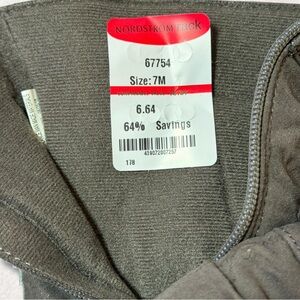 NORDSTROM rack
67754
Size: 7M
6.64
64% Savings
178